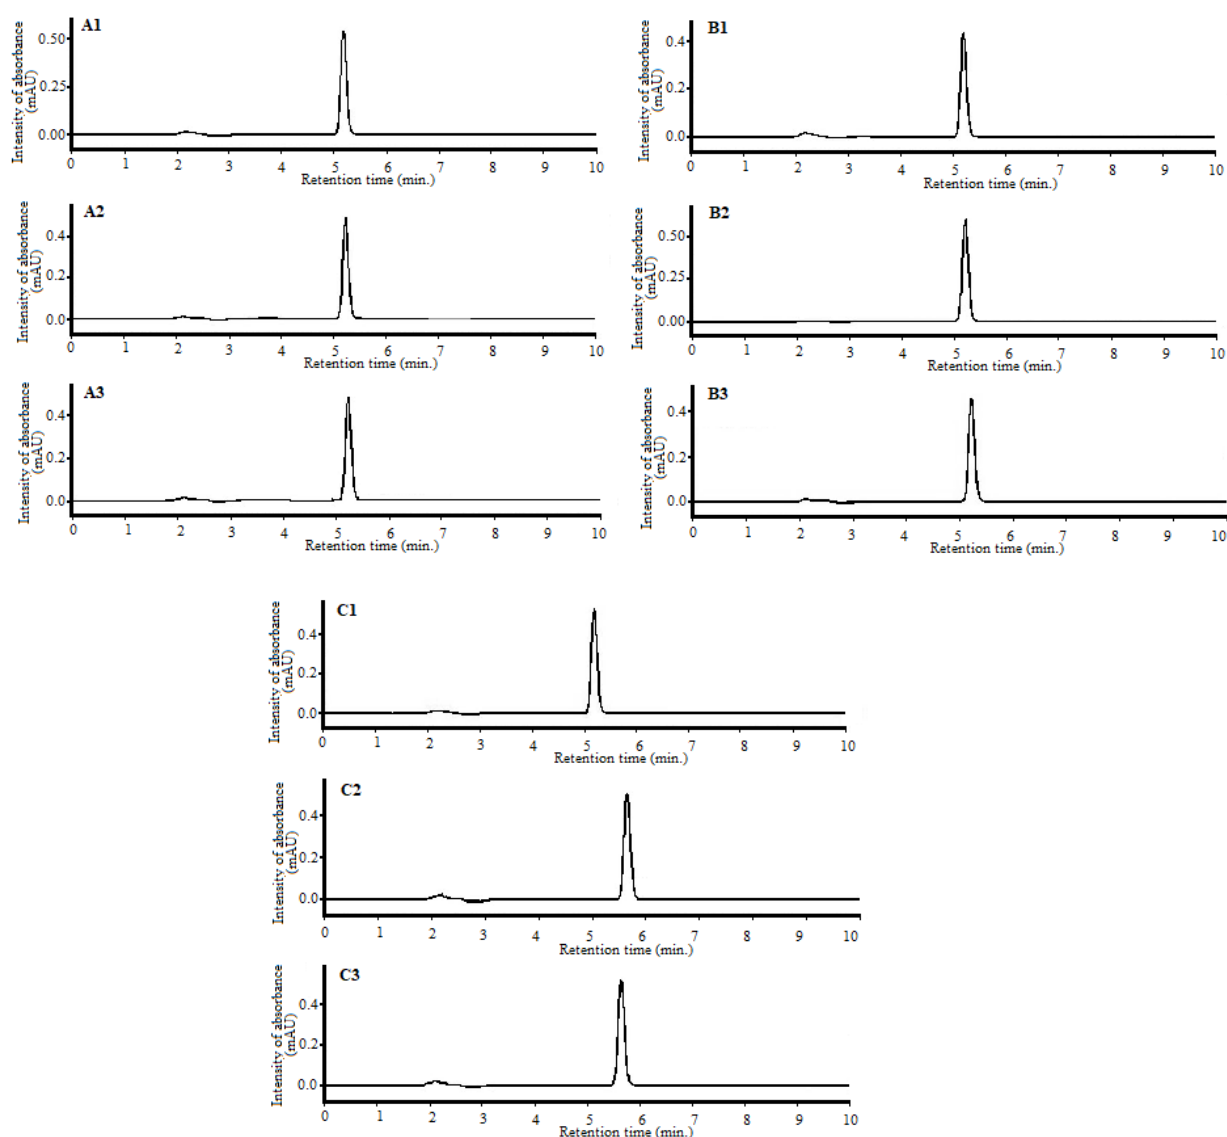 A1
Intensity of absorbance
(mAU)
0.50
0.25
0.00
0 1 2 3 4 5 6 7 8 9 10
Retention time (min.)
B1
Intensity of absorbance
(mAU)
0.4
0.2
0.0
0 1 2 3 4 5 6 7 8 9 10
Retention time (min.)
A2
Intensity of absorbance
(mAU)
0.4
0.2
0.0
0 1 2 3 4 5 6 7 8 9 10
Retention time (min.)
B2
Intensity of absorbance
(mAU)
0.50
0.25
0.00
0 1 2 3 4 5 6 7 8 9 10
Retention time (min.)
A3
Intensity of absorbance
(mAU)
0.4
0.2
0.0
0 1 2 3 4 5 6 7 8 9 10
Retention time (min.)
B3
Intensity of absorbance
(mAU)
0.4
0.2
0.0
0 1 2 3 4 5 6 7 8 9 10
Retention time (min.)
C1
Intensity of absorbance
(mAU)
0.4
0.2
0.0
0 1 2 3 4 5 6 7 8 9 10
Retention time (min.)
C2
Intensity of absorbance
(mAU)
0.4
0.2
0.0
0 1 2 3 4 5 6 7 8 9 10
Retention time (min.)
C3
Intensity of absorbance
(mAU)
0.4
0.2
0.0
0 1 2 3 4 5 6 7 8 9 10
Retention time (min.)